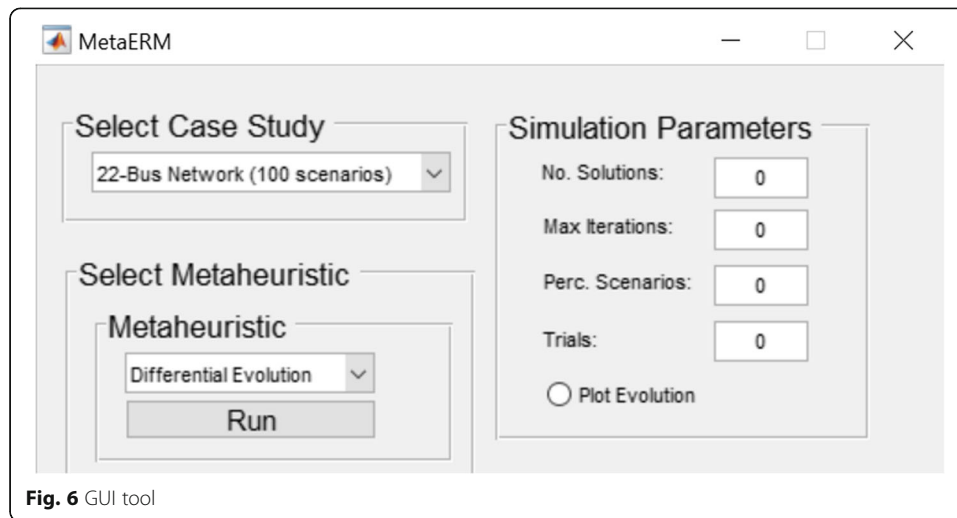 MetaERM
Select Case Study
22-Bus Network (100 scenarios)
Select Metaheuristic
Metaheuristic
Differential Evolution
Run
Simulation Parameters
No. Solutions: 0
Max Iterations: 0
Perc. Scenarios: 0
Trials: 0
Plot Evolution
Fig. 6 GUI tool